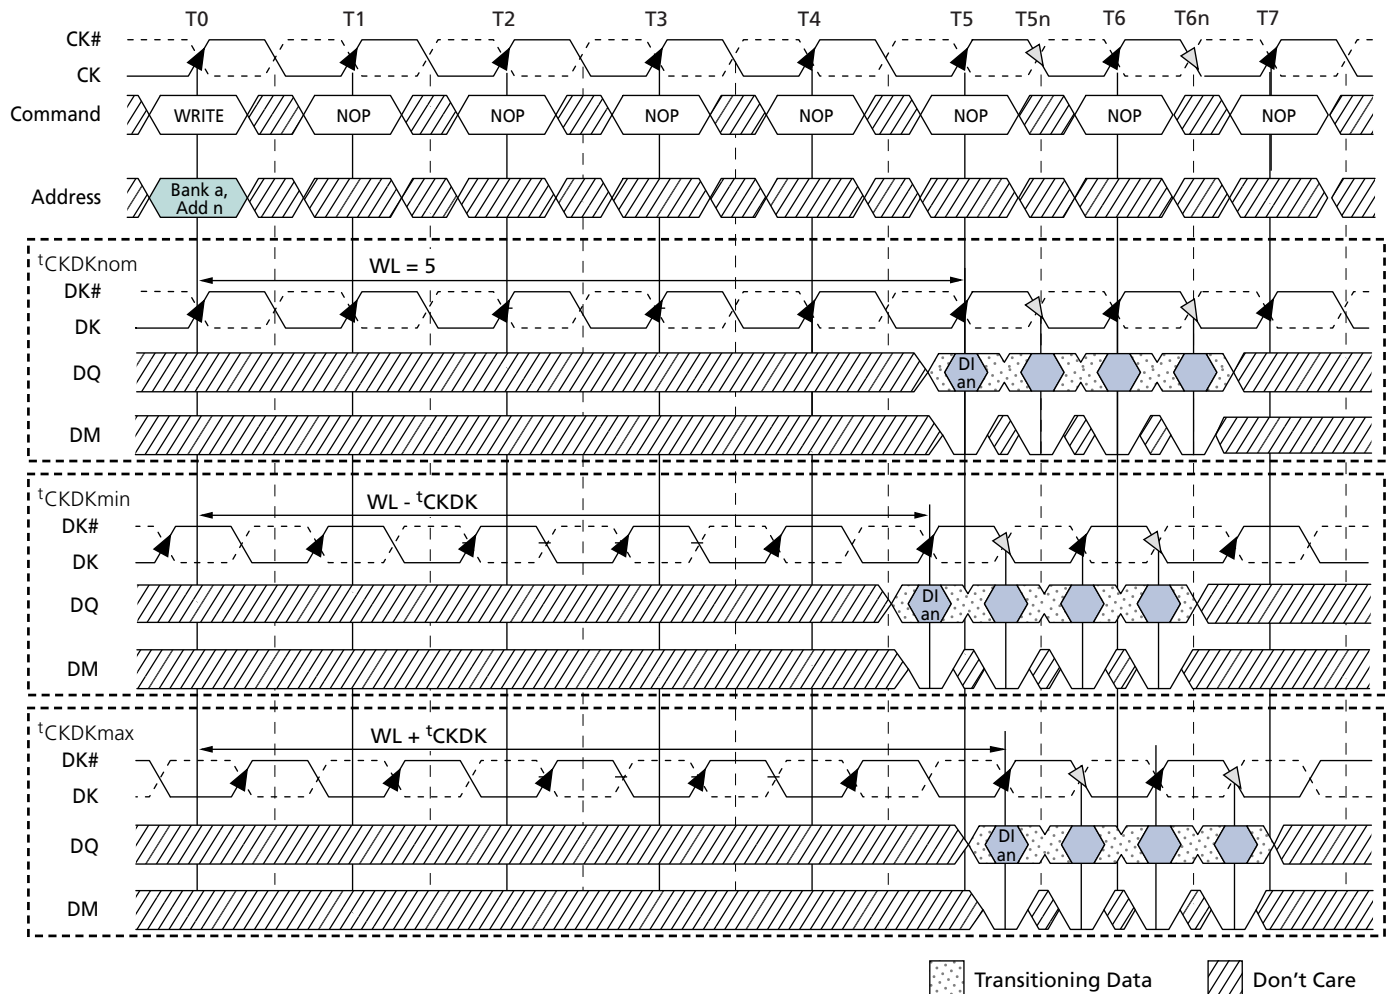 T0 T1 T2 T3 T4 T5 T5n T6 T6n T7
CK#
CK
Command WRITE NOP NOP NOP NOP NOP NOP NOP
Address Bank a,
Add n
tCKDKnom
WL = 5
DK#
DK
DQ DI
an
DM
tCKDKmin
WL - tCKDK
DK#
DK
DQ DI
an
DM
tCKDKmax
WL + tCKDK
DK#
DK
DQ DI
an
DM
Transitioning Data Don't Care